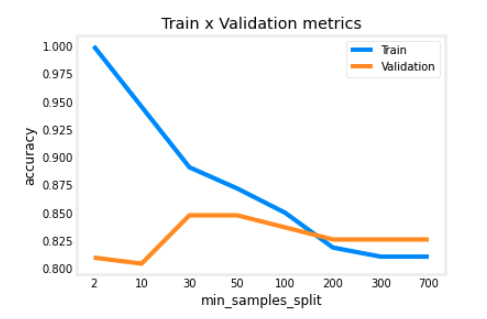 Train x Validation metrics
1.000
0.975
0.950
0.925
0.900
0.875
0.850
0.825
0.800
accuracy
Train
Validation
2 10 30 50 100 200 300 700
min_samples_split